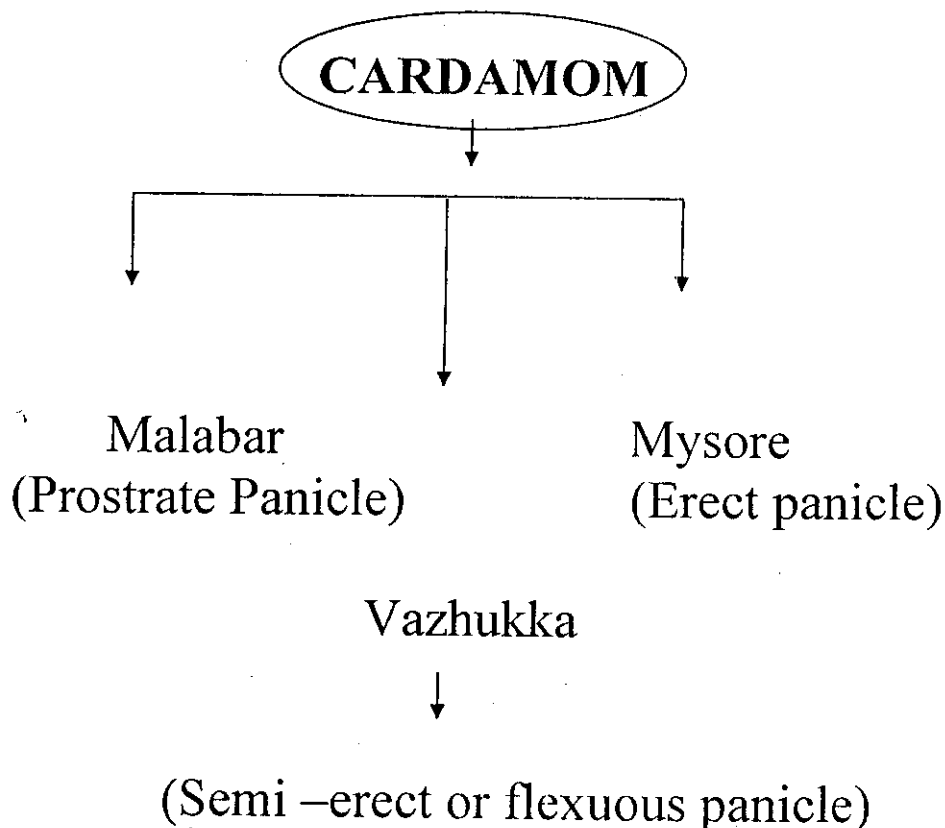 CARDAMOM
Malabar
(Prostrate Panicle)
Mysore
(Erect panicle)
Vazhukka
(Semi –erect or flexuous panicle)